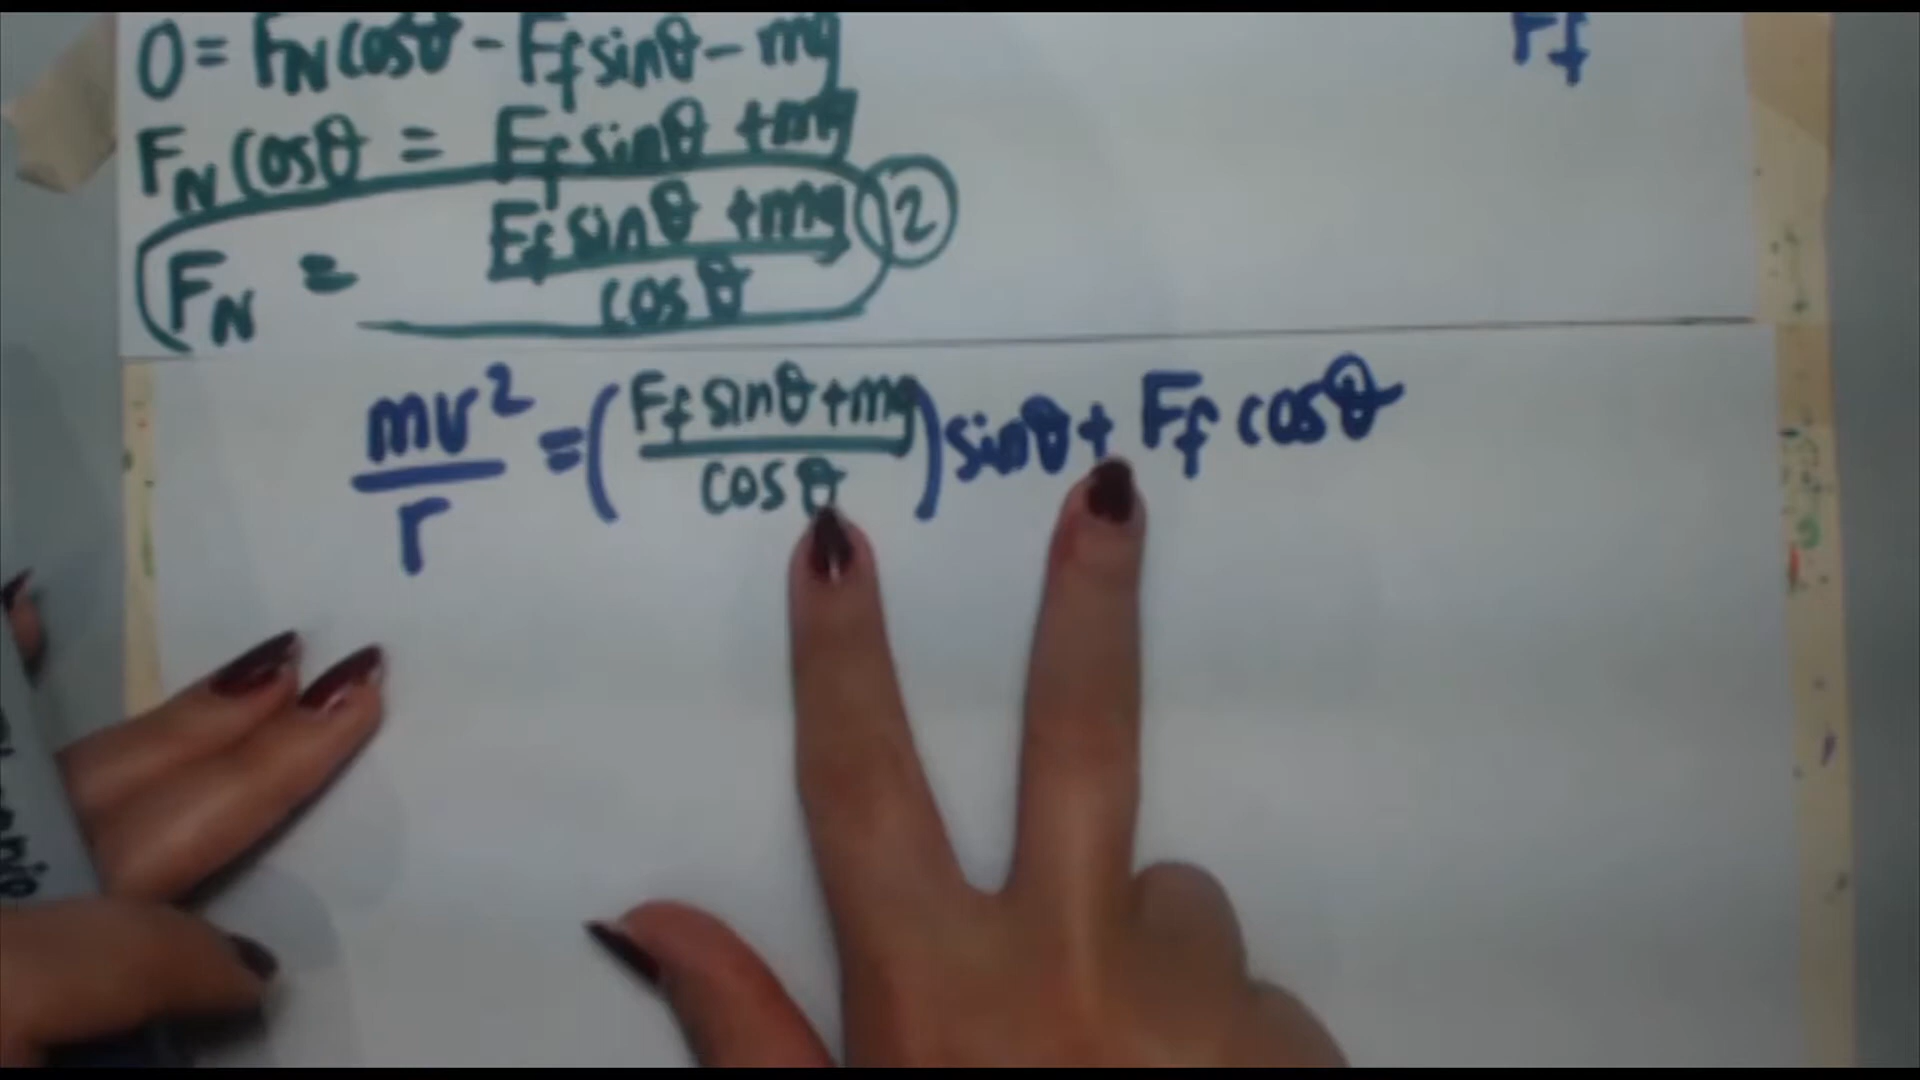 Ff
0 = FN cosθ - Ff sinθ - mg
FN cosθ = Ff sinθ + mg
FN = (Ff sinθ + mg)/cosθ ②
mv²/r = ((Ff sinθ + mg)/cosθ) sinθ + Ff cosθ